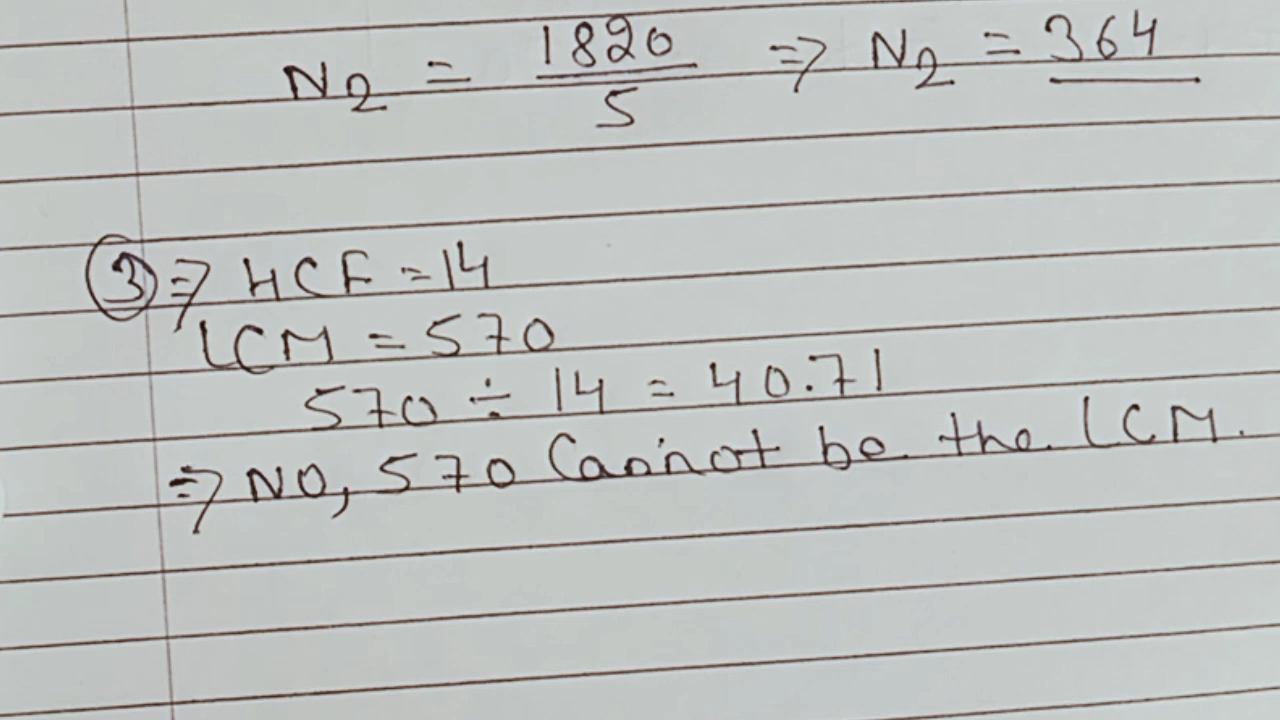 N₂ = 1820/5 ⇒ N₂ = 364
③ ⇒ HCF = 14
LCM = 570
570 ÷ 14 = 40.71
⇒ NO, 570 Cannot be the LCM.